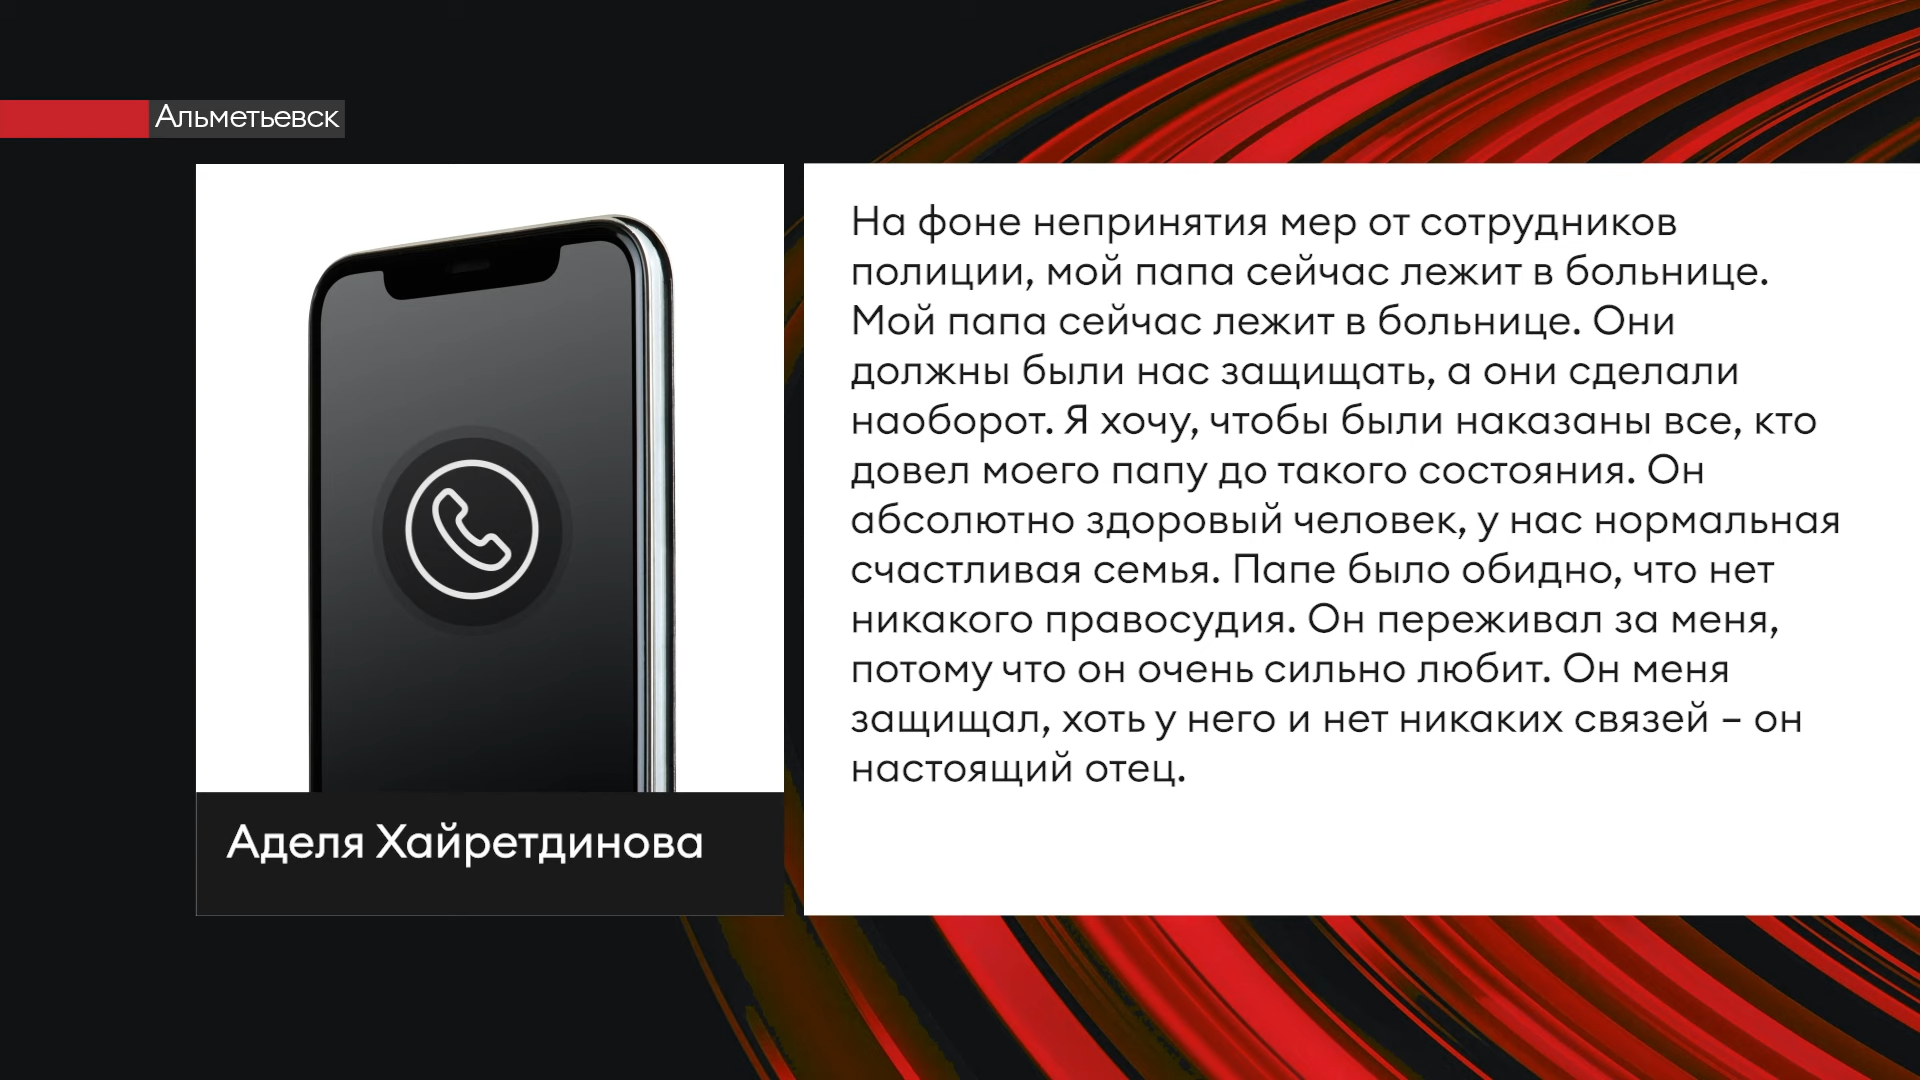 Альметьевск
На фоне непринятия мер от сотрудников
полиции, мой папа сейчас лежит в больнице.
Мой папа сейчас лежит в больнице. Они
должны были нас защищать, а они сделали
наоборот. Я хочу, чтобы были наказаны все, кто
довел моего папу до такого состояния. Он
абсолютно здоровый человек, у нас нормальная
счастливая семья. Папе было обидно, что нет
никакого правосудия. Он переживал за меня,
потому что он очень сильно любит. Он меня
защищал, хоть у него и нет никаких связей – он
настоящий отец.
Аделя Хайретдинова